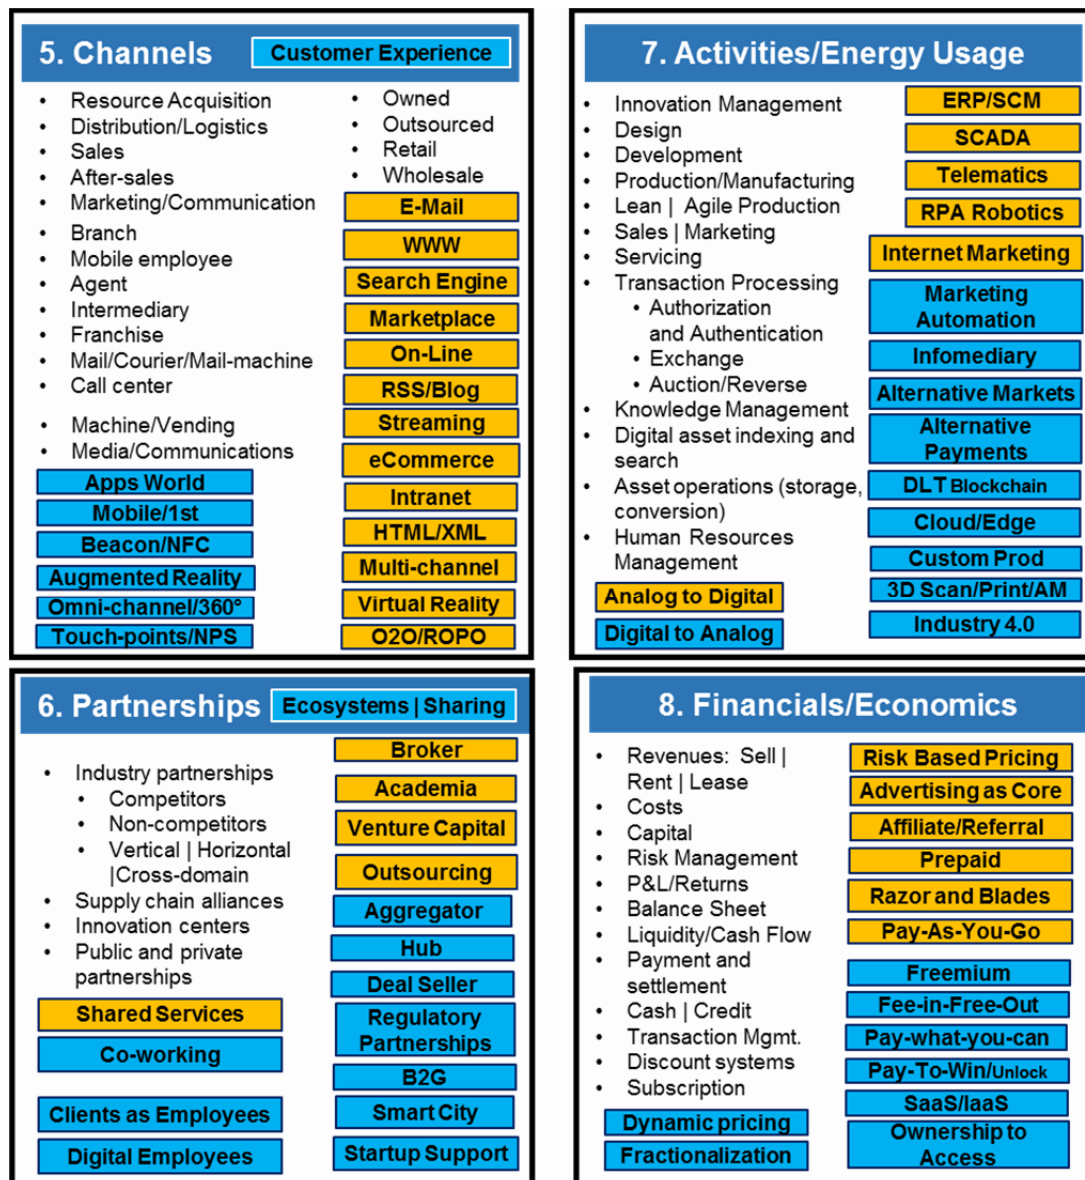 5. Channels
Customer Experience
• Resource Acquisition
• Distribution/Logistics
• Sales
• After-sales
• Marketing/Communication
• Branch
• Mobile employee
• Agent
• Intermediary
• Franchise
• Mail/Courier/Mail-machine
• Call center
• Machine/Vending
• Media/Communications
Apps World
Mobile/1st
Beacon/NFC
Augmented Reality
Omni-channel/360°
Touch-points/NPS
• Owned
• Outsourced
• Retail
• Wholesale
E-Mail
WWW
Search Engine
Marketplace
On-Line
RSS/Blog
Streaming
eCommerce
Intranet
HTML/XML
Multi-channel
Virtual Reality
O2O/ROPO
7. Activities/Energy Usage
• Innovation Management
• Design
• Development
• Production/Manufacturing
• Lean | Agile Production
• Sales | Marketing
• Servicing
• Transaction Processing
• Authorization
and Authentication
• Exchange
• Auction/Reverse
• Knowledge Management
• Digital asset indexing and
search
• Asset operations (storage,
conversion)
• Human Resources
Management
Analog to Digital
Digital to Analog
ERP/SCM
SCADA
Telematics
RPA Robotics
Internet Marketing
Marketing
Automation
Infomediary
Alternative Markets
Alternative
Payments
DLT Blockchain
Cloud/Edge
Custom Prod
3D Scan/Print/AM
Industry 4.0
6. Partnerships
Ecosystems | Sharing
• Industry partnerships
• Competitors
• Non-competitors
• Vertical | Horizontal
|Cross-domain
• Supply chain alliances
• Innovation centers
• Public and private
partnerships
Shared Services
Co-working
Clients as Employees
Digital Employees
Broker
Academia
Venture Capital
Outsourcing
Aggregator
Hub
Deal Seller
Regulatory
Partnerships
B2G
Smart City
Startup Support
8. Financials/Economics
• Revenues: Sell |
Rent | Lease
• Costs
• Capital
• Risk Management
• P&L/Returns
• Balance Sheet
• Liquidity/Cash Flow
• Payment and
settlement
• Cash | Credit
• Transaction Mgmt.
• Discount systems
• Subscription
Dynamic pricing
Fractionalization
Risk Based Pricing
Advertising as Core
Affiliate/Referral
Prepaid
Razor and Blades
Pay-As-You-Go
Freemium
Fee-in-Free-Out
Pay-what-you-can
Pay-To-Win/Unlock
SaaS/IaaS
Ownership to
Access